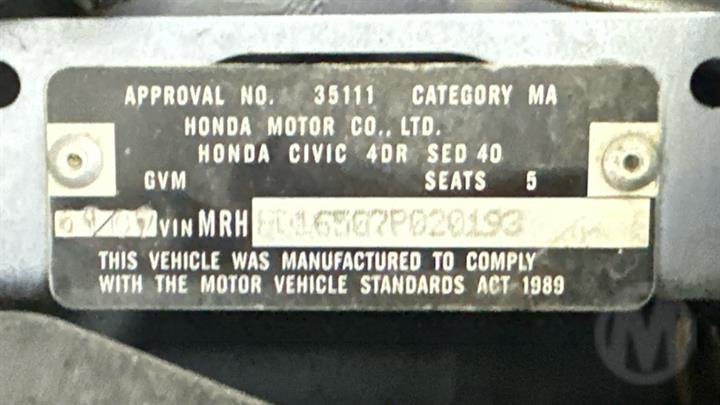 APPROVAL NO. 35111 CATEGORY MA
HONDA MOTOR CO., LTD.
HONDA CIVIC 4DR SED 40
GVM SEATS 5
VIN MRH FD16507P020193
THIS VEHICLE WAS MANUFACTURED TO COMPLY
WITH THE MOTOR VEHICLE STANDARDS ACT 1989
M